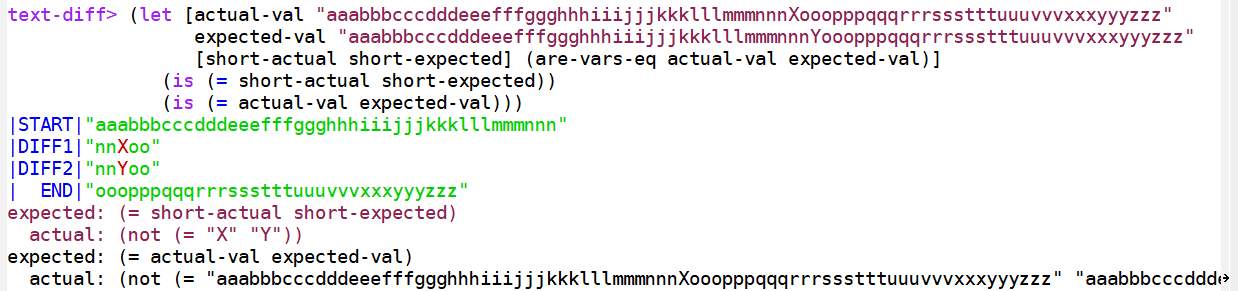 text-diff> (let [actual-val "aaabbbcccdddeeefffggghhhiiijjjkkklllmmmnnnXooopppqqqrrrssstttuuuvvvxxxyyyzzz"
expected-val "aaabbbcccdddeeefffggghhhiiijjjkkklllmmmnnnYooopppqqqrrrssstttuuuvvvxxxyyyzzz"
[short-actual short-expected] (are-vars-eq actual-val expected-val)]
(is (= short-actual short-expected))
(is (= actual-val expected-val)))
|START|"aaabbbcccdddeeefffggghhhiiijjjkkklllmmmnnn"
|DIFF1|"nnXoo"
|DIFF2|"nnYoo"
|  END|"ooopppqqqrrrssstttuuuvvvxxxyyyzzz"
expected: (= short-actual short-expected)
actual: (not (= "X" "Y"))
expected: (= actual-val expected-val)
actual: (not (= "aaabbbcccdddeeefffggghhhiiijjjkkklllmmmnnnXooopppqqqrrrssstttuuuvvvxxxyyyzzz" "aaabbbcccddde